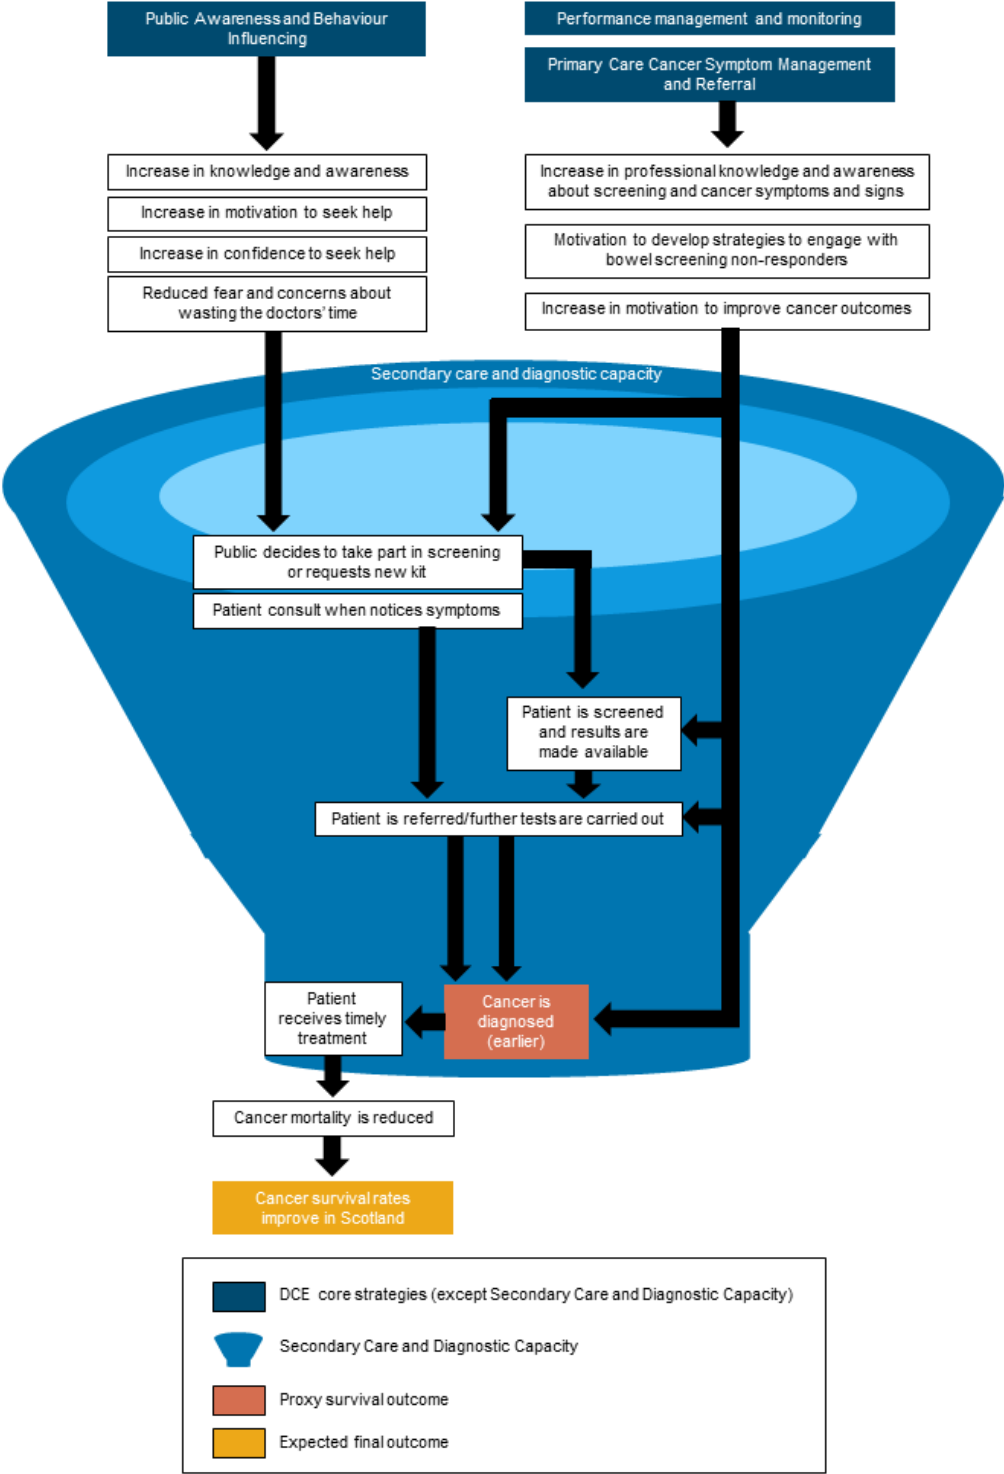 Public Awareness and Behaviour
Influencing
Performance management and monitoring
Primary Care Cancer Symptom Management
and Referral
Increase in knowledge and awareness
Increase in motivation to seek help
Increase in confidence to seek help
Reduced fear and concerns about
wasting the doctors' time
Increase in professional knowledge and awareness
about screening and cancer symptoms and signs
Motivation to develop strategies to engage with
bowel screening non-responders
Increase in motivation to improve cancer outcomes
Secondary care and diagnostic capacity
Public decides to take part in screening
or requests new kit
Patient consult when notices symptoms
Patient is screened
and results are
made available
Patient is referred/further tests are carried out
Cancer is
diagnosed
(earlier)
Patient
receives timely
treatment
Cancer mortality is reduced
Cancer survival rates
improve in Scotland
DCE core strategies (except Secondary Care and Diagnostic Capacity)
Secondary Care and Diagnostic Capacity
Proxy survival outcome
Expected final outcome